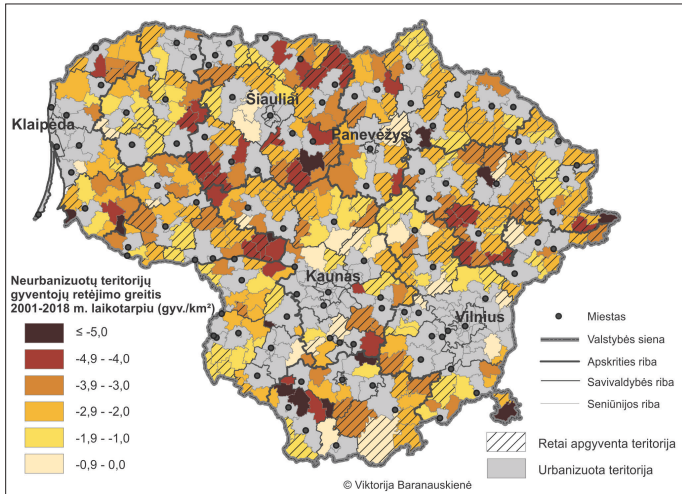 Klaipėda
Šiauliai
Panevėžys
Kaunas
Vilnius
Neurbanizuotų teritorijų
gyventojų retėjimo greitis
2001-2018 m. laikotarpiu (gyv./km²)
≤ -5,0
-4,9 - -4,0
-3,9 - -3,0
-2,9 - -2,0
-1,9 - -1,0
-0,9 - 0,0
Miestas
Valstybės siena
Apskrities riba
Savivaldybės riba
Seniūnijos riba
Retai apgyventa teritorija
Urbanizuota teritorija
© Viktorija Baranauskienė